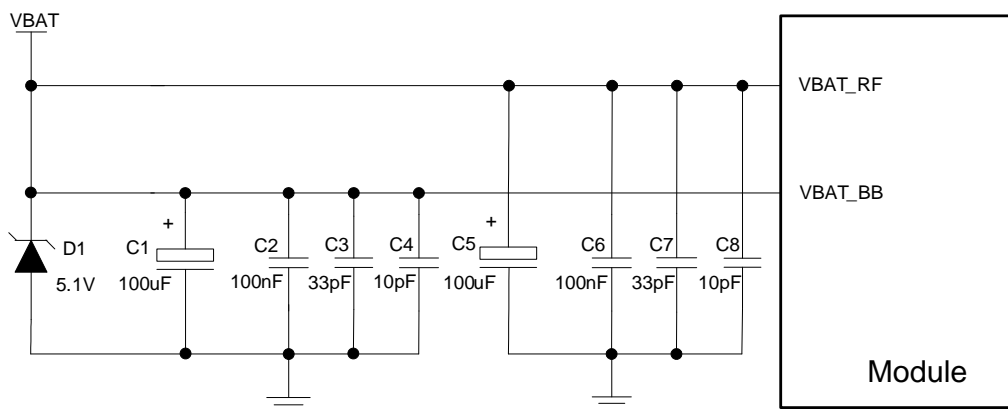 VBAT
VBAT_RF
VBAT_BB
+
+
D1
5.1V
C1
100uF
C2
100nF
C3
33pF
C4
10pF
C5
100uF
C6
100nF
C7
33pF
C8
10pF
Module